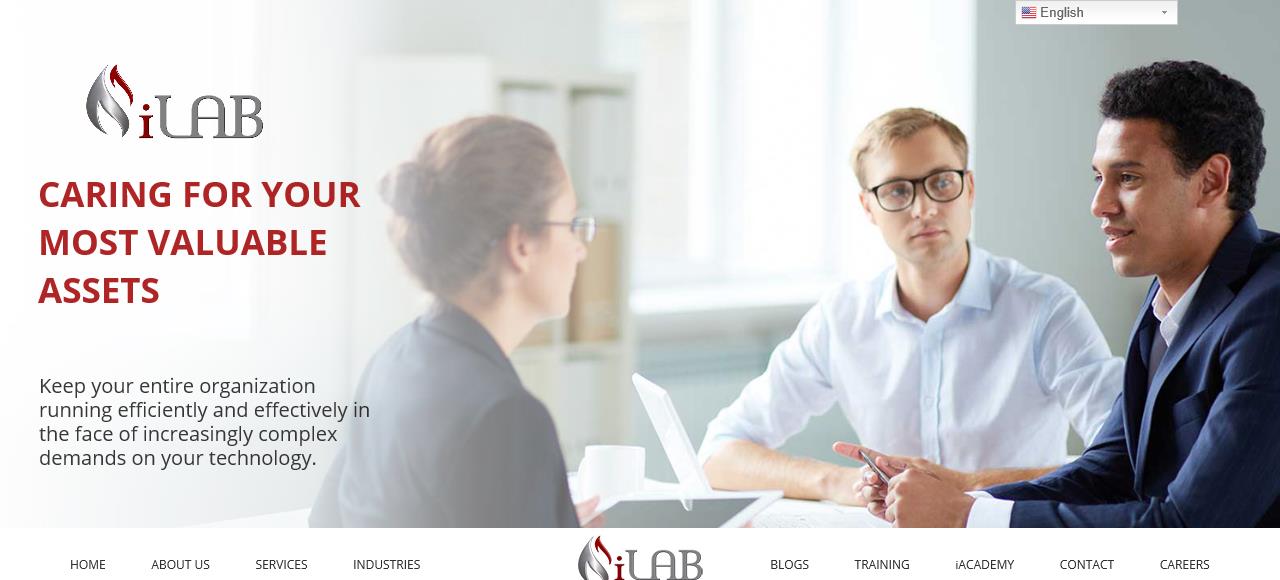 English
iLAB
CARING FOR YOUR
MOST VALUABLE
ASSETS
Keep your entire organization
running efficiently and effectively in
the face of increasingly complex
demands on your technology.
HOME ABOUT US SERVICES INDUSTRIES iLAB BLOGS TRAINING iACADEMY CONTACT CAREERS